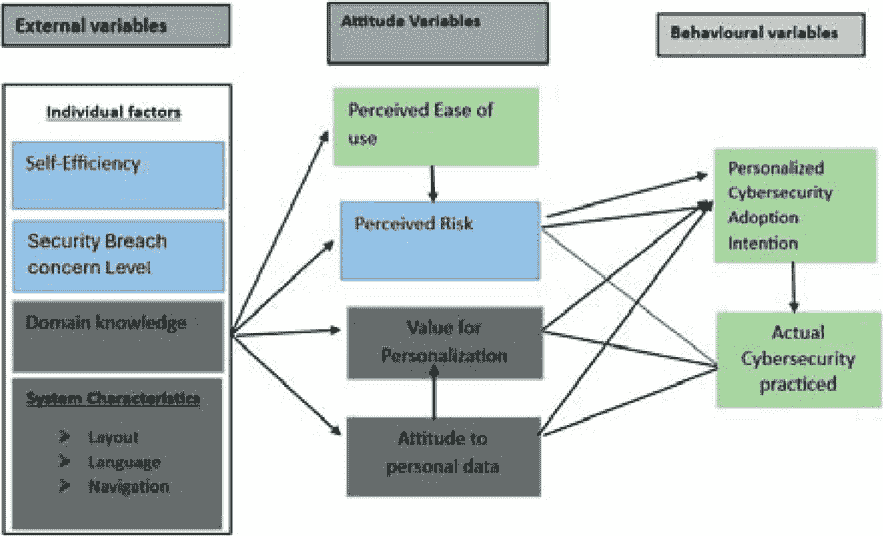 External variables
Attitude Variables
Behavioural variables
Individual factors
Self-Efficiency
Security Breach
concern Level
Domain knowledge
System Characteristics
Layout
Language
Navigation
Perceived Ease of
use
Perceived Risk
Value for
Personalization
Attitude to
personal data
Personalized
Cybersecurity
Adoption
Intention
Actual
Cybersecurity
practiced